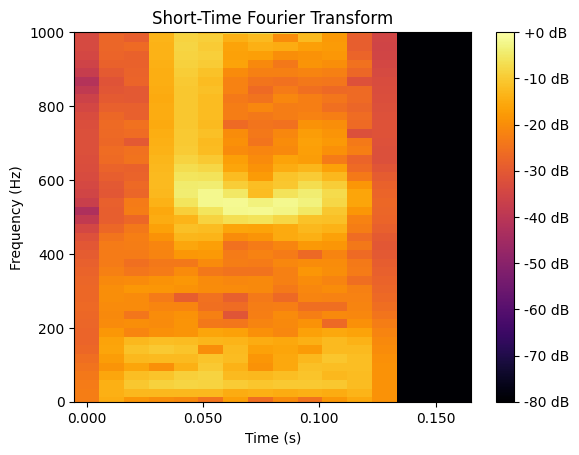 Short-Time Fourier Transform
1000
800
600
400
200
0
Frequency (Hz)
0.000
0.050
0.100
0.150
Time (s)
+0 dB
-10 dB
-20 dB
-30 dB
-40 dB
-50 dB
-60 dB
-70 dB
-80 dB